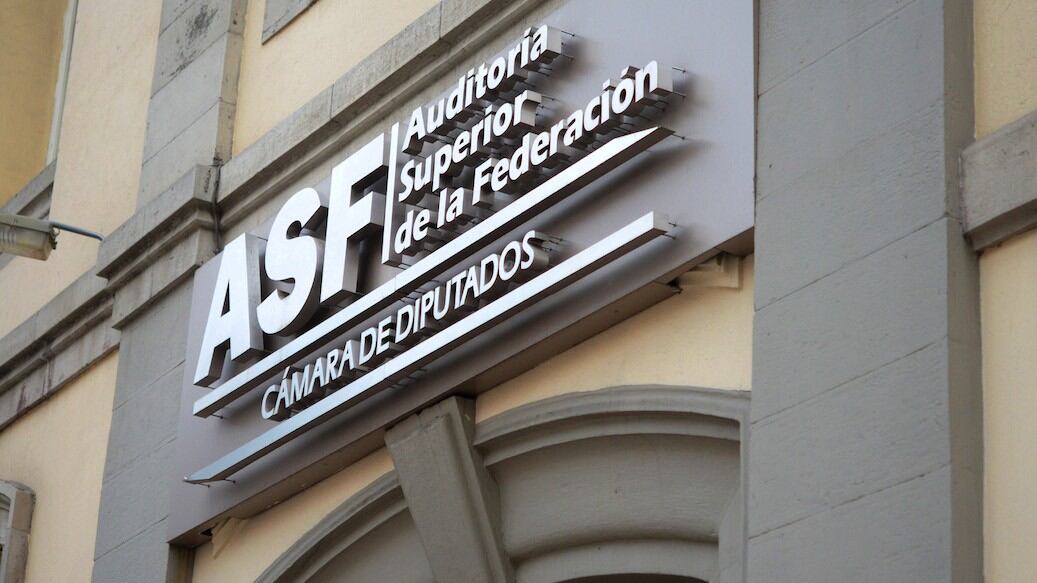 ASF
Auditoría
Superior
de la Federación
CÁMARA DE DIPUTADOS